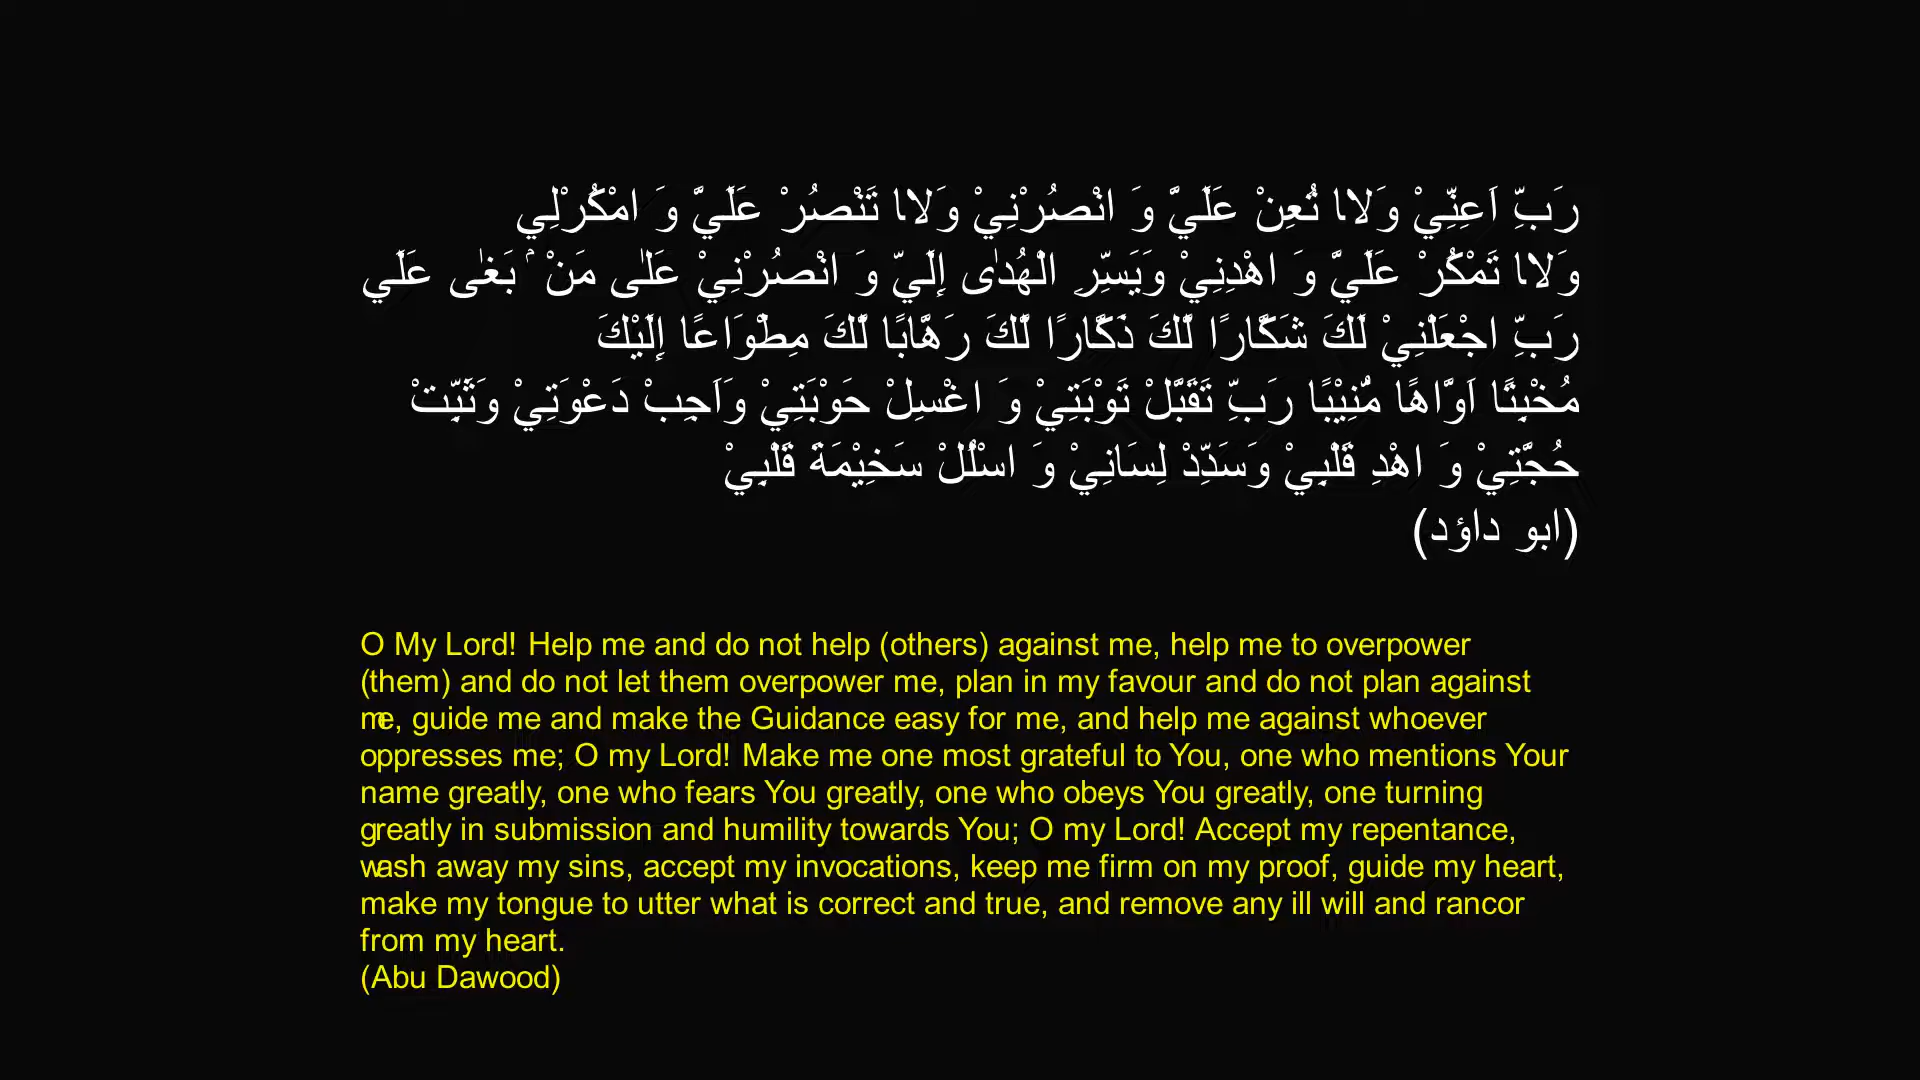 رَبِّ اَعِنِّيْ وَلَا تُعِنْ عَلَيَّ وَ انْصُرْنِيْ وَلَا تَنْصُرْ عَلَيَّ وَ امْكُرْلِي
وَلَا تَمْكُرْ عَلَيَّ وَ اهْدِنِيْ وَيَسِّرِ الْهُدٰى إِلَيّ وَ انْصُرْنِيْ عَلٰى مَنْ ۢ بَغٰى عَلَي
رَبِّ اجْعَلْنِيْ لَكَ شَكَّارًا لَّكَ ذَكَّارًا لَّكَ رَهَّابًا لَّكَ مِطْوَاعًا إِلَيْكَ
مُخْبِتًا اَوَّاهًا مُّنِيْبًا رَبِّ تَقَبَّلْ تَوْبَتِيْ وَ اغْسِلْ حَوْبَتِيْ وَاَجِبْ دَعْوَتِيْ وَثَبِّتْ
حُجَّتِيْ وَ اهْدِ قَلْبِيْ وَسَدِّدْ لِسَانِيْ وَ اسْلُلْ سَخِيْمَةَ قَلْبِيْ
(ابو داؤد)
O My Lord! Help me and do not help (others) against me, help me to overpower
(them) and do not let them overpower me, plan in my favour and do not plan against
me, guide me and make the Guidance easy for me, and help me against whoever
oppresses me; O my Lord! Make me one most grateful to You, one who mentions Your
name greatly, one who fears You greatly, one who obeys You greatly, one turning
greatly in submission and humility towards You; O my Lord! Accept my repentance,
wash away my sins, accept my invocations, keep me firm on my proof, guide my heart,
make my tongue to utter what is correct and true, and remove any ill will and rancor
from my heart.
(Abu Dawood)